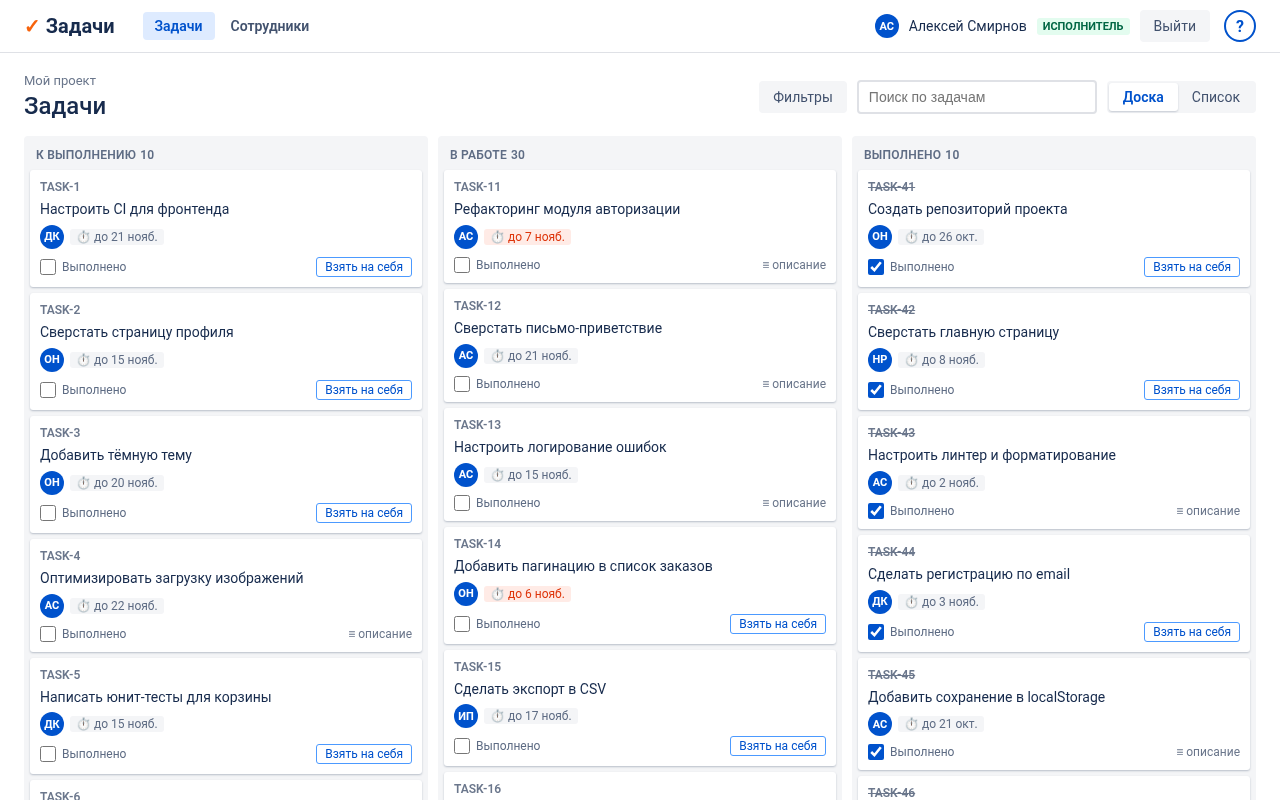 ✓ Задачи
Задачи
Сотрудники
АС
Алексей Смирнов
ИСПОЛНИТЕЛЬ
Выйти
?
Мой проект
Задачи
Фильтры
Поиск по задачам
Доска
Список
К ВЫПОЛНЕНИЮ 10
TASK-1
Настроить CI для фронтенда
ДК
⏱ до 21 нояб.
Выполнено
Взять на себя
TASK-2
Сверстать страницу профиля
ОН
⏱ до 15 нояб.
Выполнено
Взять на себя
TASK-3
Добавить тёмную тему
ОН
⏱ до 20 нояб.
Выполнено
Взять на себя
TASK-4
Оптимизировать загрузку изображений
АС
⏱ до 22 нояб.
Выполнено
≡ описание
TASK-5
Написать юнит-тесты для корзины
ДК
⏱ до 15 нояб.
Выполнено
Взять на себя
TASK-6
В РАБОТЕ 30
TASK-11
Рефакторинг модуля авторизации
АС
⏱ до 7 нояб.
Выполнено
≡ описание
TASK-12
Сверстать письмо-приветствие
АС
⏱ до 21 нояб.
Выполнено
≡ описание
TASK-13
Настроить логирование ошибок
АС
⏱ до 15 нояб.
Выполнено
≡ описание
TASK-14
Добавить пагинацию в список заказов
ОН
⏱ до 6 нояб.
Выполнено
Взять на себя
TASK-15
Сделать экспорт в CSV
ИП
⏱ до 17 нояб.
Выполнено
Взять на себя
TASK-16
ВЫПОЛНЕНО 10
TASK-41
Создать репозиторий проекта
ОН
⏱ до 26 окт.
Выполнено
Взять на себя
TASK-42
Сверстать главную страницу
НР
⏱ до 8 нояб.
Выполнено
Взять на себя
TASK-43
Настроить линтер и форматирование
АС
⏱ до 2 нояб.
Выполнено
≡ описание
TASK-44
Сделать регистрацию по email
ДК
⏱ до 3 нояб.
Выполнено
Взять на себя
TASK-45
Добавить сохранение в localStorage
АС
⏱ до 21 окт.
Выполнено
≡ описание
TASK-46